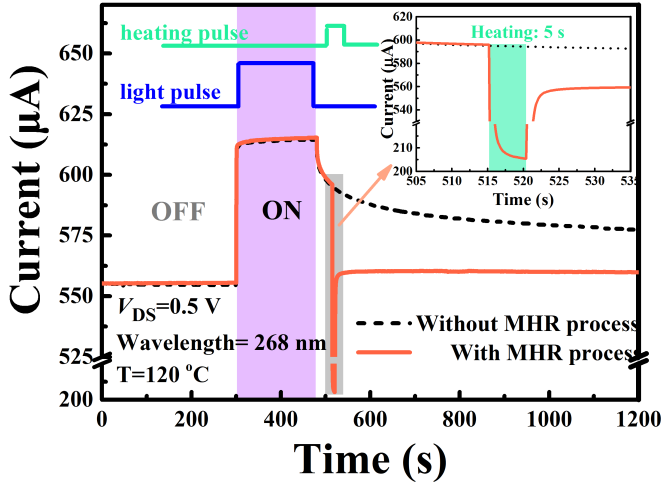 heating pulse
light pulse
OFF
ON
V_DS=0.5 V
Wavelength= 268 nm
T=120 °C
Without MHR process
With MHR process
Current (μA)
650
625
600
575
550
525
200
0
200
400
600
800
1000
1200
Time (s)
Heating: 5 s
Current (μA)
620
600
580
560
210
205
200
505
510
515
520
525
530
535
Time (s)